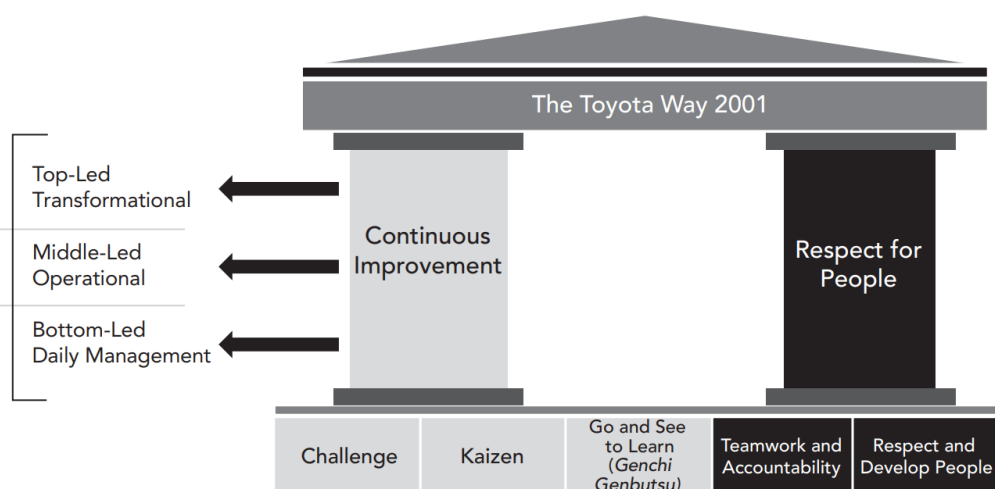 The Toyota Way 2001
Top-Led
Transformational
Middle-Led
Operational
Bottom-Led
Daily Management
Continuous
Improvement
Respect for
People
Challenge
Kaizen
Go and See
to Learn
(Genchi
Genbutsu)
Teamwork and
Accountability
Respect and
Develop People